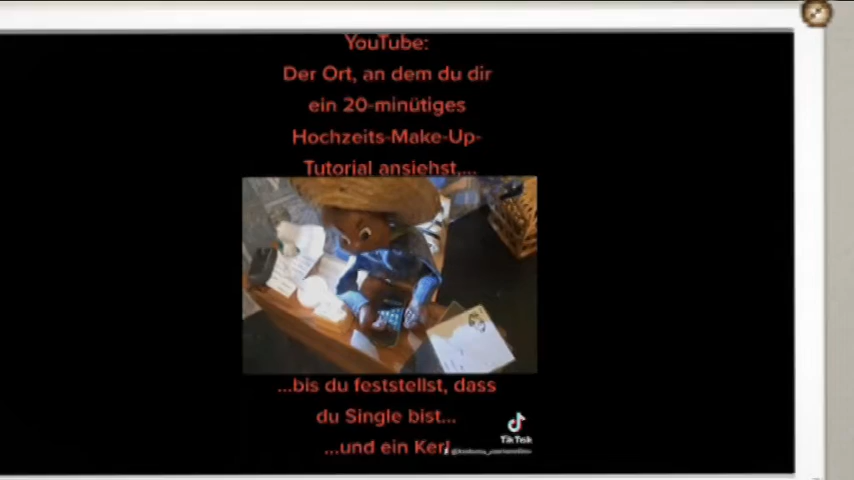 YouTube:
Der Ort, an dem du dir
ein 20-minütiges
Hochzeits-Make-Up-
Tutorial ansiehst,...
...bis du feststellst, dass
du Single bist...
...und ein Kerl
TikTok